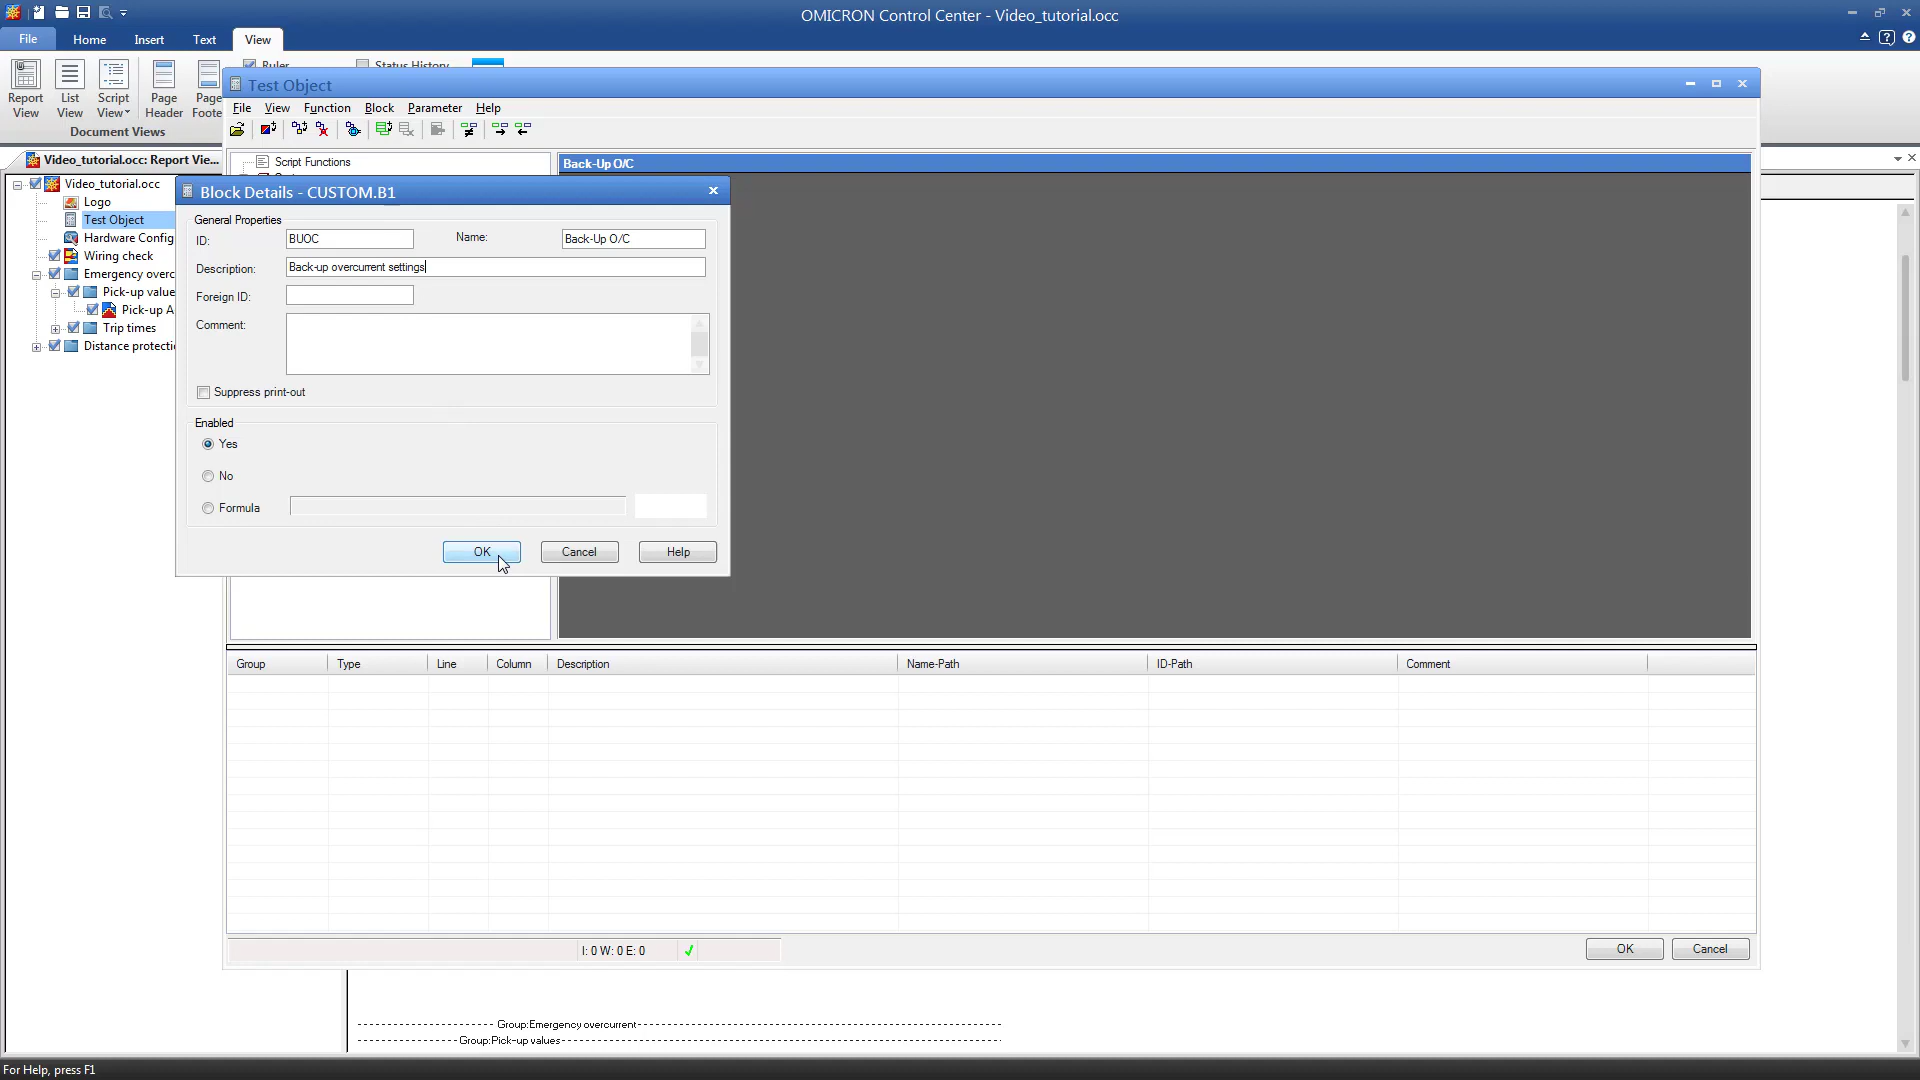 OMICRON Control Center - Video_tutorial.occ
File Home Insert Text View
Ruler Status History
Report View
List View
Script View
Page Header
Page Foote
Document Views
Test Object
File View Function Block Parameter Help
Video_tutorial.occ: Report Vie...
Script Functions
Back-Up O/C
Video_tutorial.occ
Logo
Test Object
Hardware Config
Wiring check
Emergency overc
Pick-up value
Pick-up A
Trip times
Distance protecti
Block Details - CUSTOM.B1
General Properties
ID: BUOC Name: Back-Up O/C
Description: Back-up overcurrent settings
Foreign ID:
Comment:
Suppress print-out
Enabled
Yes
No
Formula
OK Cancel Help
Group Type Line Column Description Name-Path ID-Path Comment
I: 0 W: 0 E: 0
OK Cancel
Group:Emergency overcurrent
Group:Pick-up values
For Help, press F1